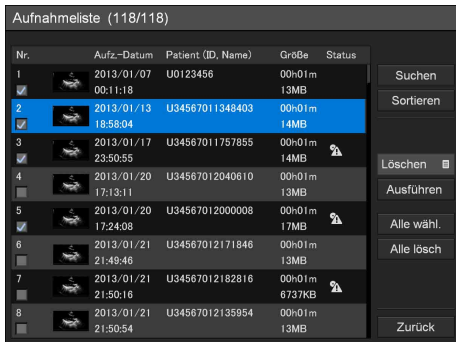 Aufnahmeliste (118/118)
Nr. Aufz.-Datum Patient (ID, Name) Größe Status
1 2013/01/07 U0123456 00h01m
00:11:18 13MB
2 2013/01/13 U34567011348403 00h01m
18:58:04 14MB
3 2013/01/17 U34567011757855 00h01m
23:50:55 14MB
4 2013/01/20 U34567012040610 00h01m
17:13:11 13MB
5 2013/01/20 U34567012000008 00h01m
17:24:08 17MB
6 2013/01/21 U34567012171846 00h01m
21:49:46 13MB
7 2013/01/21 U34567012182816 00h01m
21:50:16 6737KB
8 2013/01/21 U34567012135954 00h01m
21:50:54 13MB
Suchen
Sortieren
Löschen
Ausführen
Alle wähl.
Alle lösch
Zurück